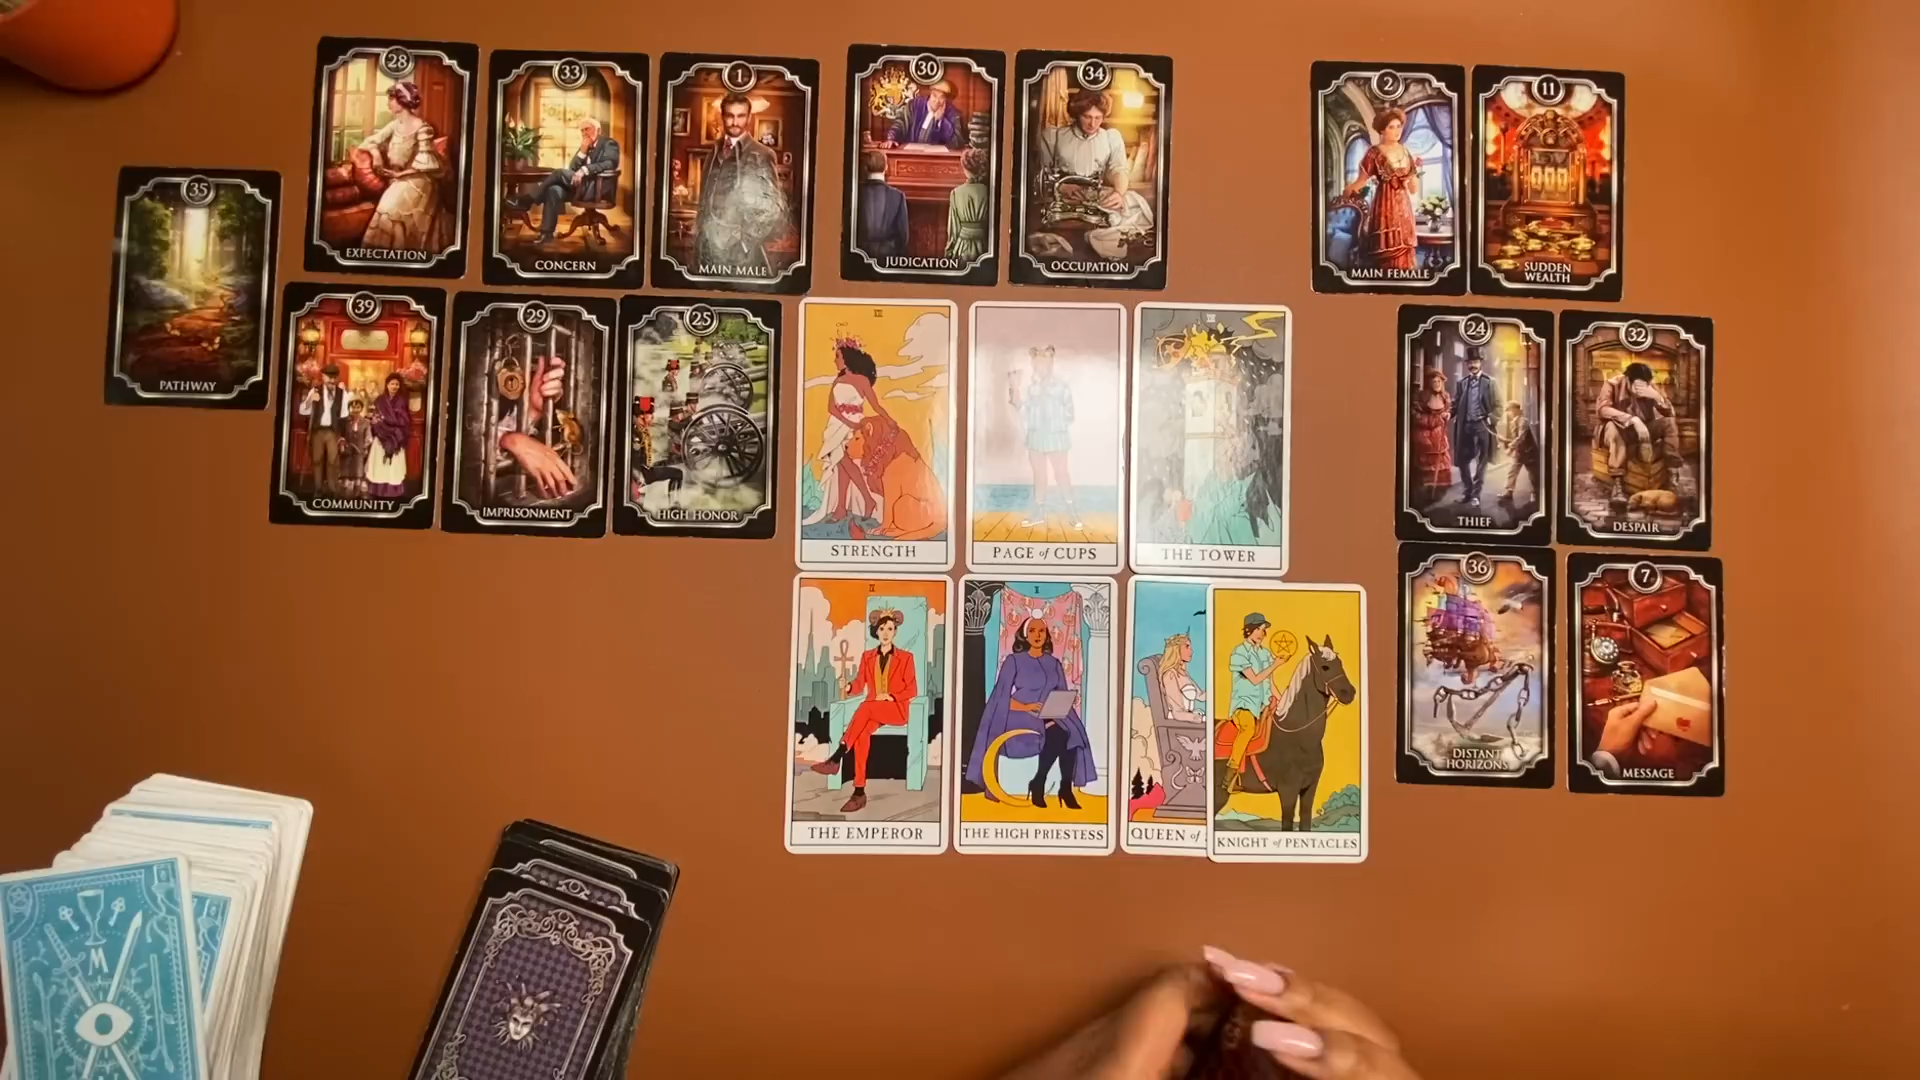 28
EXPECTATION
33
CONCERN
1
MAIN MALE
30
JUDICATION
34
OCCUPATION
2
MAIN FEMALE
11
SUDDEN
WEALTH
35
PATHWAY
39
COMMUNITY
29
IMPRISONMENT
25
HIGH HONOR
STRENGTH
PAGE of CUPS
THE TOWER
24
THIEF
32
DESPAIR
IV
THE EMPEROR
THE HIGH PRIESTESS
QUEEN of
KNIGHT of PENTACLES
36
DISTANT
HORIZONS
7
MESSAGE
M